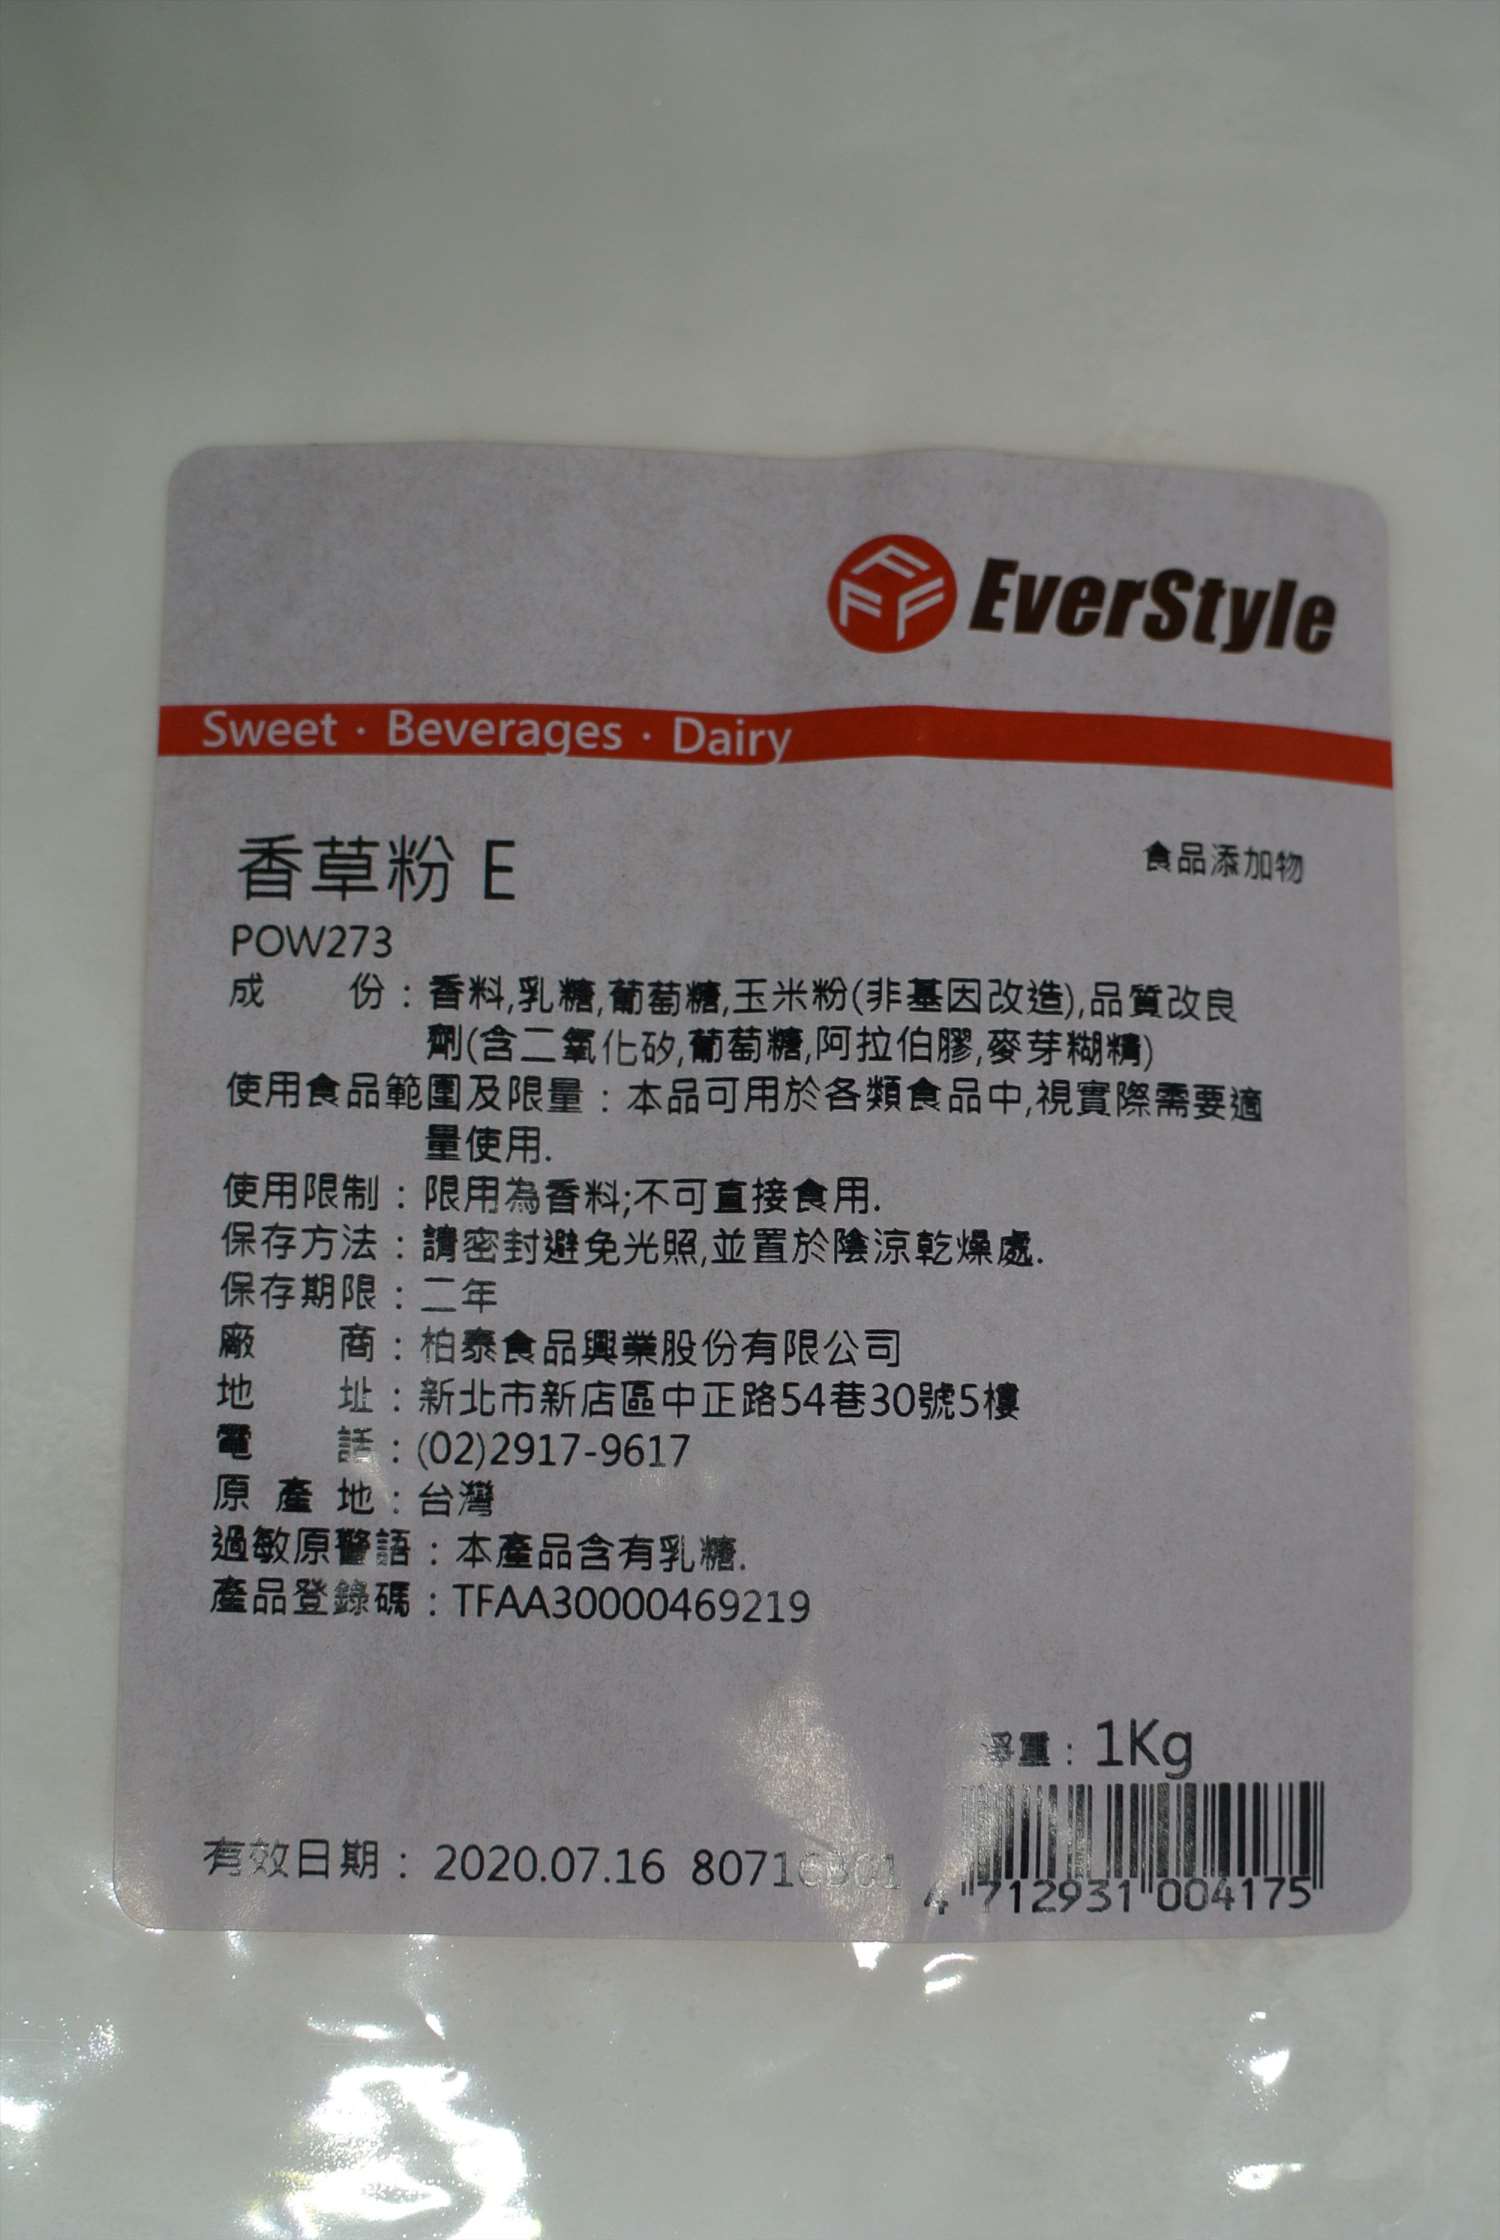 EverStyle
Sweet · Beverages · Dairy
香草粉 E
食品添加物
POW273
成 份：香料,乳糖,葡萄糖,玉米粉(非基因改造),品質改良
劑(含二氧化矽,葡萄糖,阿拉伯膠,麥芽糊精)
使用食品範圍及限量：本品可用於各類食品中,視實際需要適
量使用.
使用限制：限用為香料;不可直接食用.
保存方法：請密封避免光照,並置於陰涼乾燥處.
保存期限：二年
廠 商：柏泰食品興業股份有限公司
地 址：新北市新店區中正路54巷30號5樓
電 話：(02)2917-9617
原 產 地：台灣
過敏原警語：本產品含有乳糖.
產品登錄碼：TFAA30000469219
淨重：1Kg
有效日期：2020.07.16
4 712931 004175